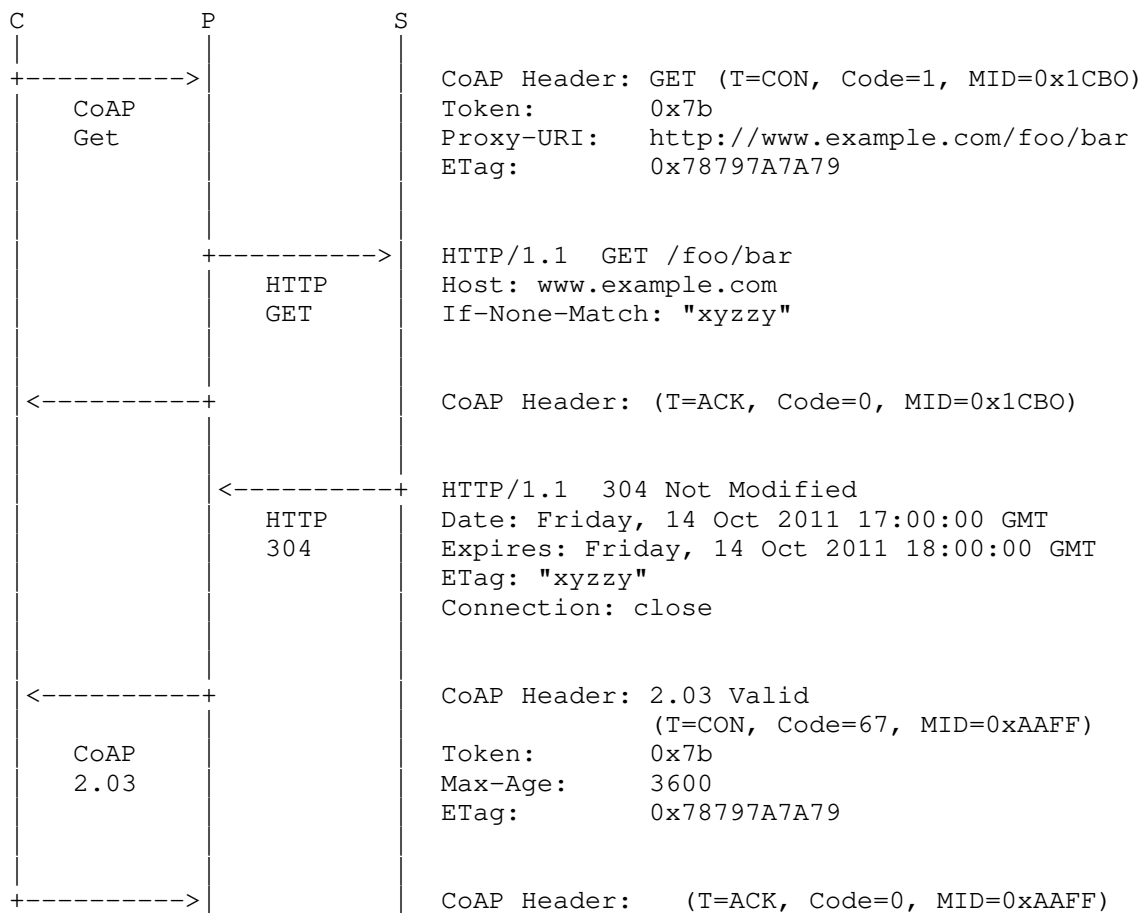 C P S
CoAP Header: GET (T=CON, Code=1, MID=0x1CBO)
CoAP Token: 0x7b
Get Proxy-URI: http://www.example.com/foo/bar
ETag: 0x78797A7A79
HTTP/1.1 GET /foo/bar
HTTP Host: www.example.com
GET If-None-Match: "xyzzy"
CoAP Header: (T=ACK, Code=0, MID=0x1CBO)
HTTP/1.1 304 Not Modified
HTTP Date: Friday, 14 Oct 2011 17:00:00 GMT
304 Expires: Friday, 14 Oct 2011 18:00:00 GMT
ETag: "xyzzy"
Connection: close
CoAP Header: 2.03 Valid
(T=CON, Code=67, MID=0xAAFF)
CoAP Token: 0x7b
2.03 Max-Age: 3600
ETag: 0x78797A7A79
CoAP Header: (T=ACK, Code=0, MID=0xAAFF)